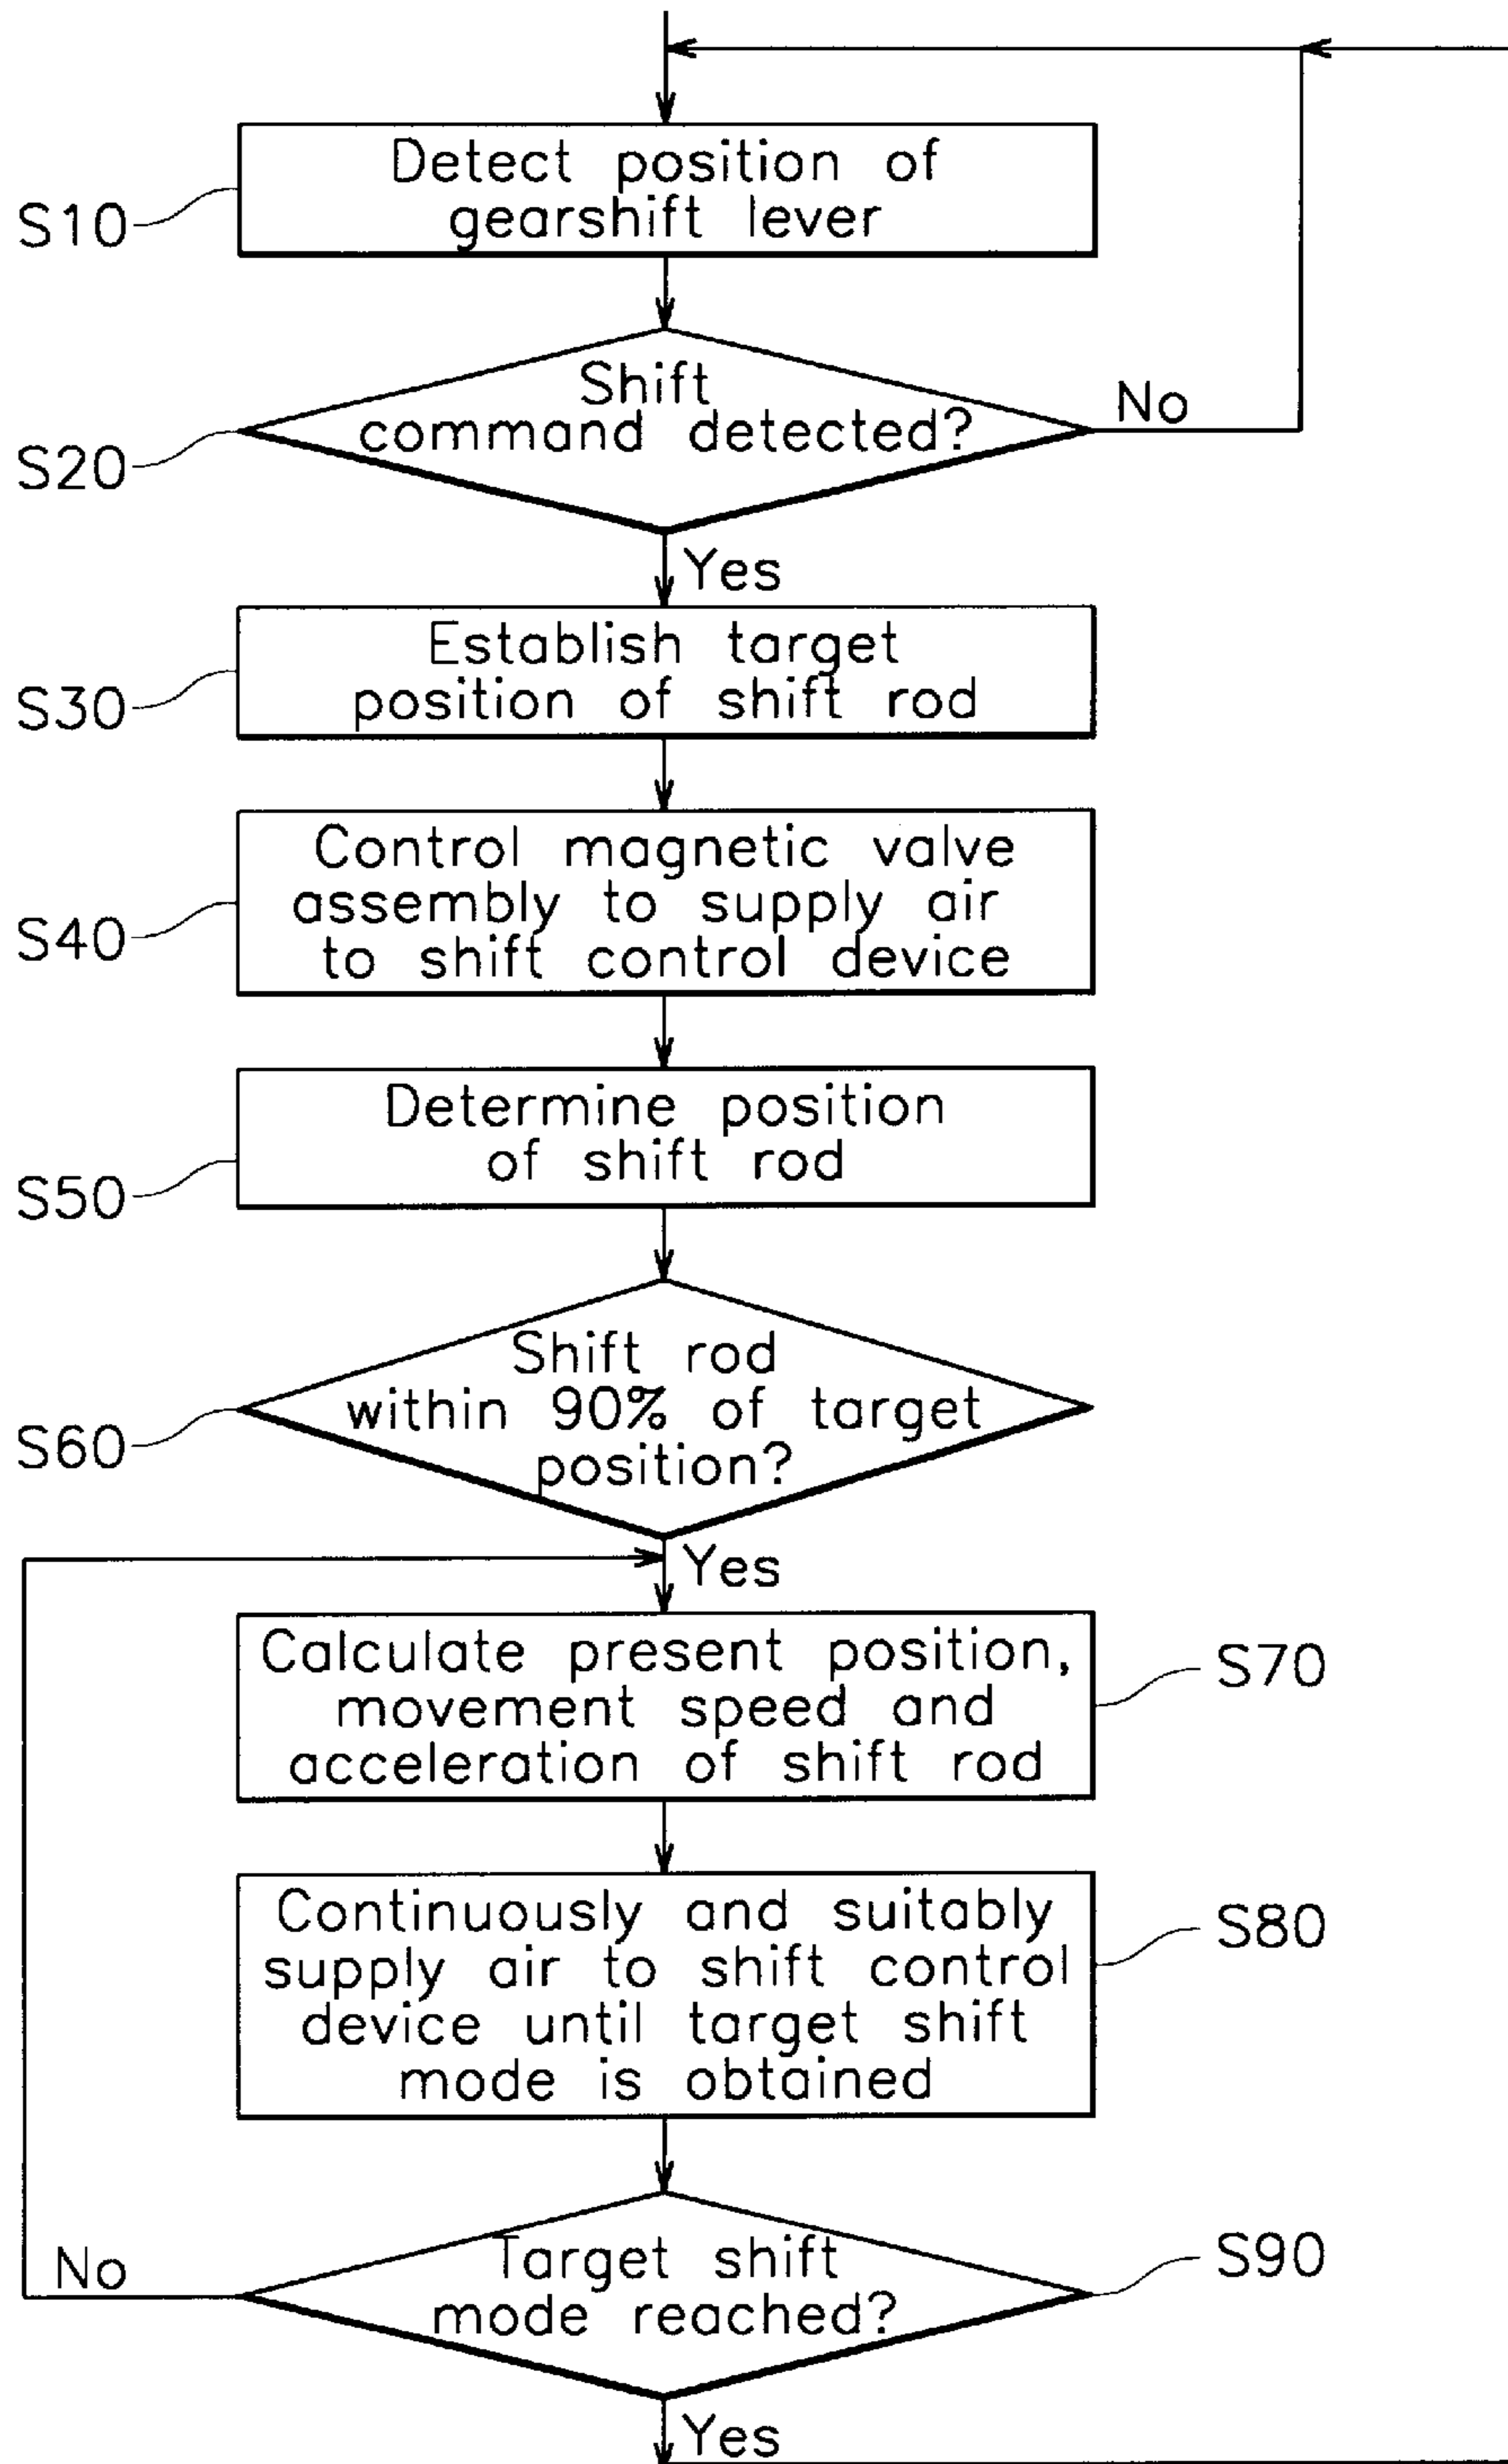 Detect position of
gearshift lever
S10
Shift
command detected?
No
S20
Yes
Establish target
position of shift rod
S30
Control magnetic valve
assembly to supply air
to shift control device
S40
Determine position
of shift rod
S50
Shift rod
within 90% of target
position?
S60
Yes
Calculate present position,
movement speed and
acceleration of shift rod
S70
Continuously and suitably
supply air to shift control
device until target shift
mode is obtained
S80
No
Target shift
mode reached?
S90
Yes